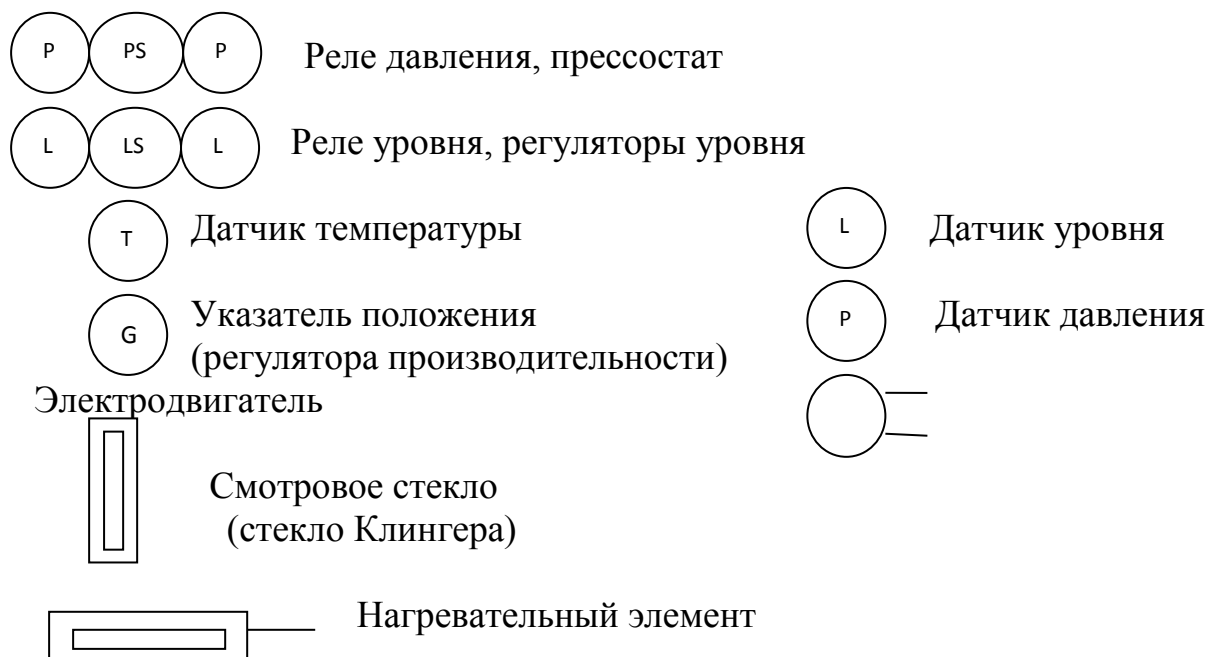 P PS P Реле давления, прессостат
L LS L Реле уровня, регуляторы уровня
T Датчик температуры
L Датчик уровня
G Указатель положения
(регулятора производительности)
P Датчик давления
Электродвигатель
Смотровое стекло
(стекло Клингера)
Нагревательный элемент